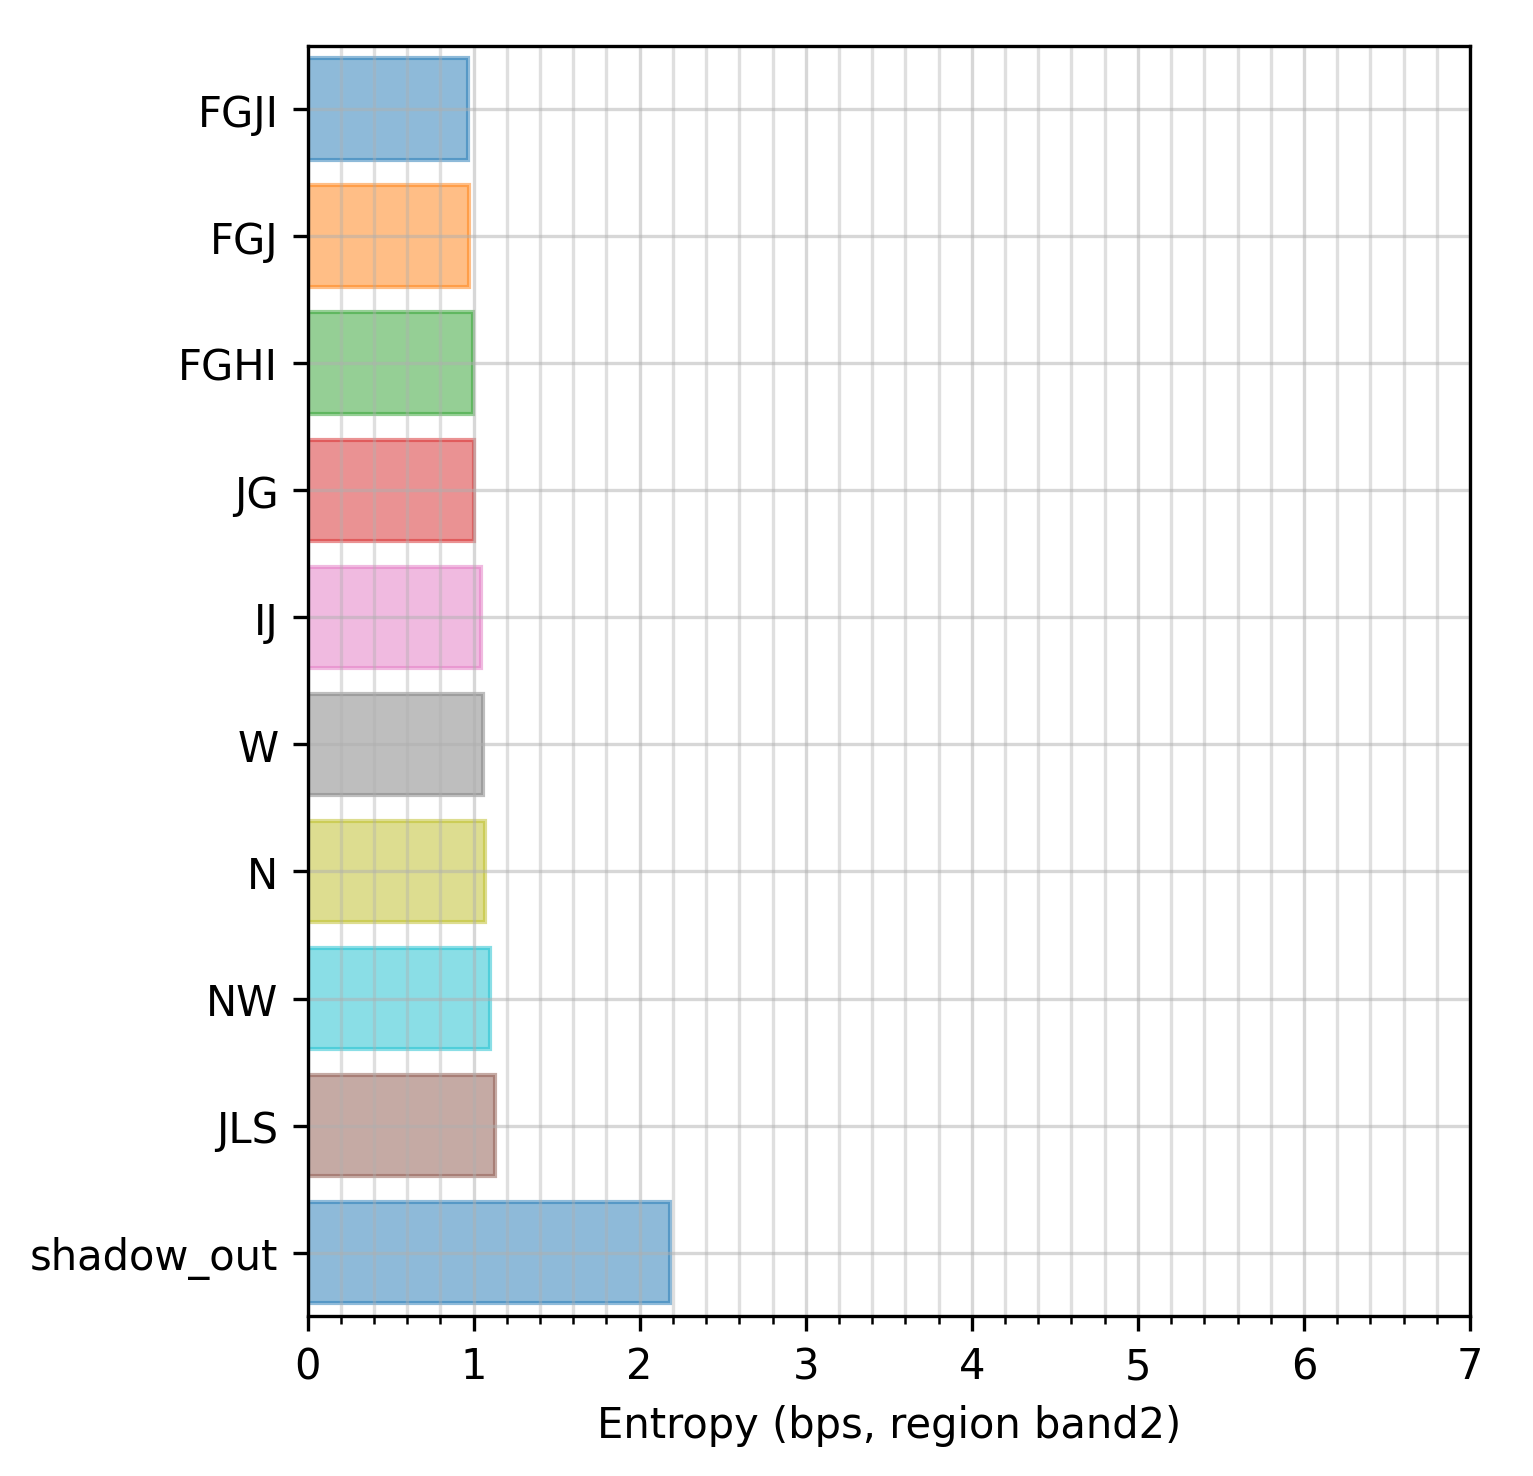 FGJI
FGJ
FGHI
JG
IJ
W
N
NW
JLS
shadow_out
0 1 2 3 4 5 6 7
Entropy (bps, region band2)